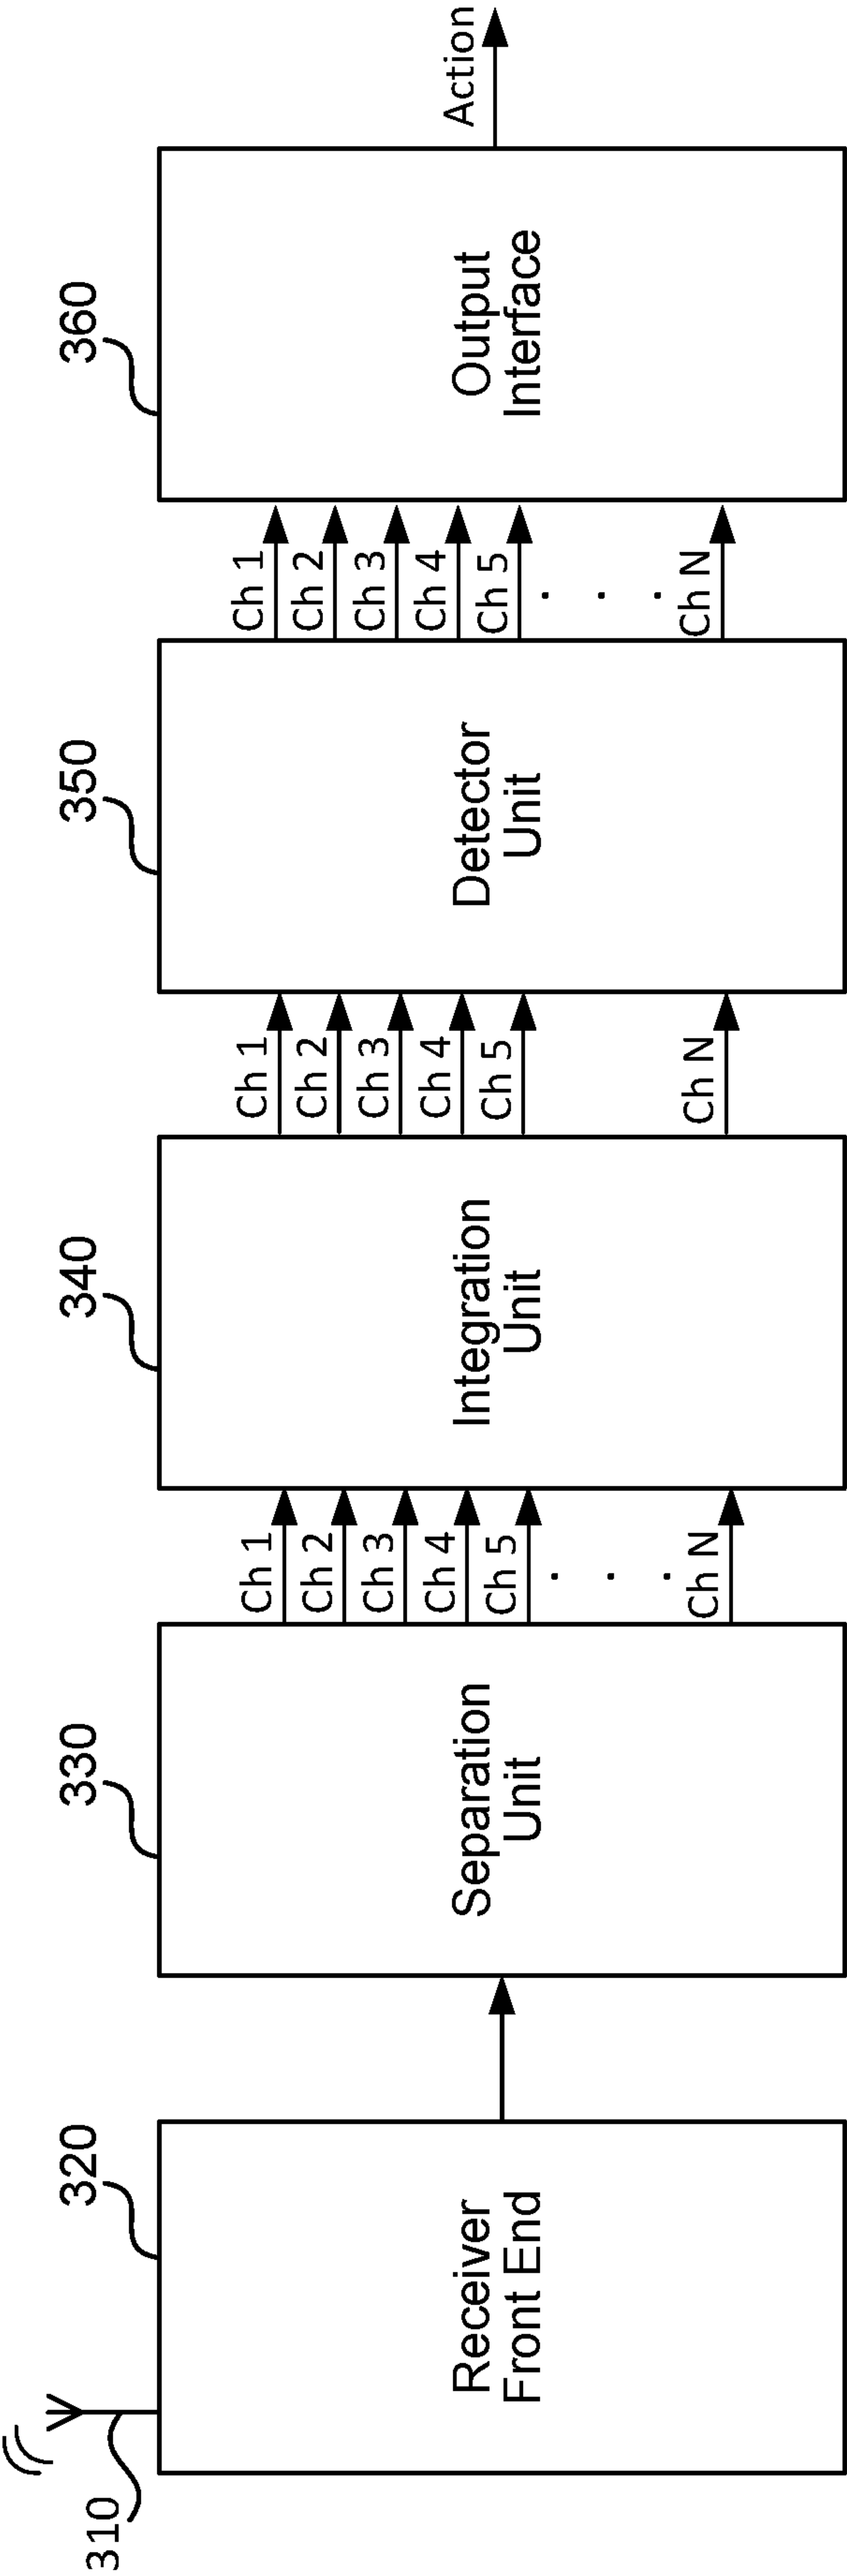 310
320
Receiver
Front End
330
Separation
Unit
Ch 1
Ch 2
Ch 3
Ch 4
Ch 5
. . .
Ch N
340
Integration
Unit
Ch 1
Ch 2
Ch 3
Ch 4
Ch 5
Ch N
350
Detector
Unit
Ch 1
Ch 2
Ch 3
Ch 4
Ch 5
. . .
Ch N
360
Output
Interface
Action